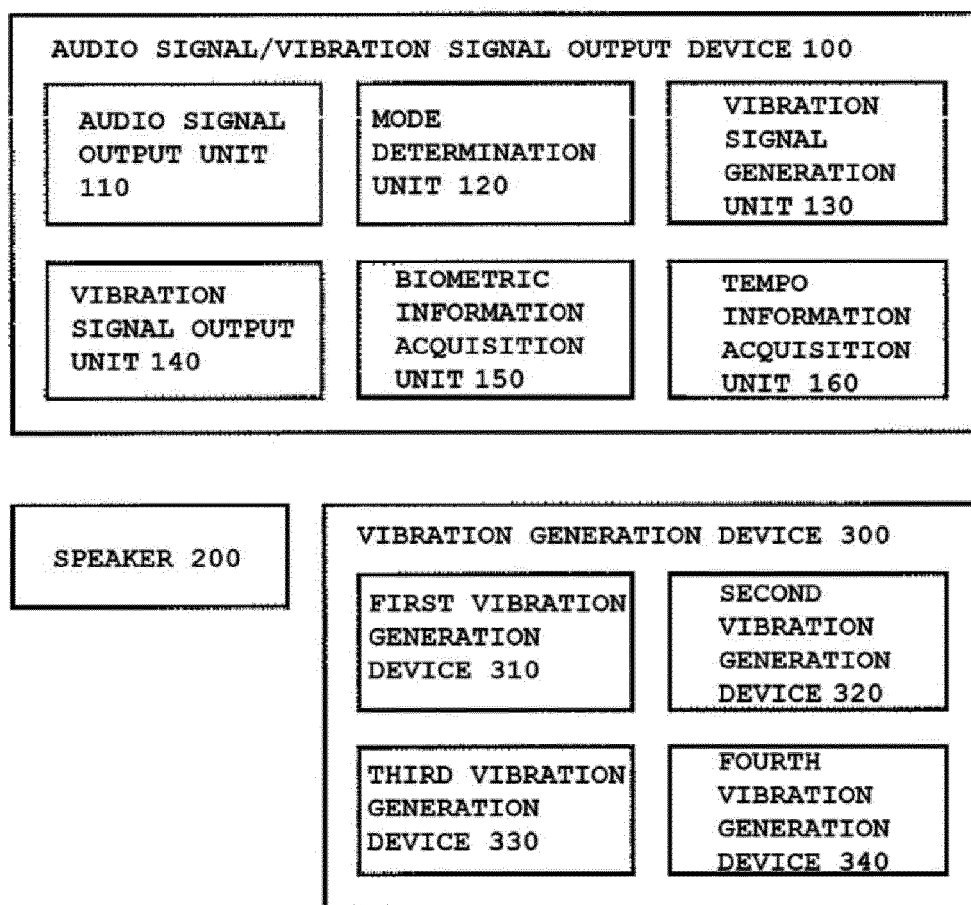 AUDIO SIGNAL/VIBRATION SIGNAL OUTPUT DEVICE 100
AUDIO SIGNAL
OUTPUT UNIT
110
MODE
DETERMINATION
UNIT 120
VIBRATION
SIGNAL
GENERATION
UNIT 130
VIBRATION
SIGNAL OUTPUT
UNIT 140
BIOMETRIC
INFORMATION
ACQUISITION
UNIT 150
TEMPO
INFORMATION
ACQUISITION
UNIT 160
SPEAKER 200
VIBRATION GENERATION DEVICE 300
FIRST VIBRATION
GENERATION
DEVICE 310
SECOND
VIBRATION
GENERATION
DEVICE 320
THIRD VIBRATION
GENERATION
DEVICE 330
FOURTH
VIBRATION
GENERATION
DEVICE 340